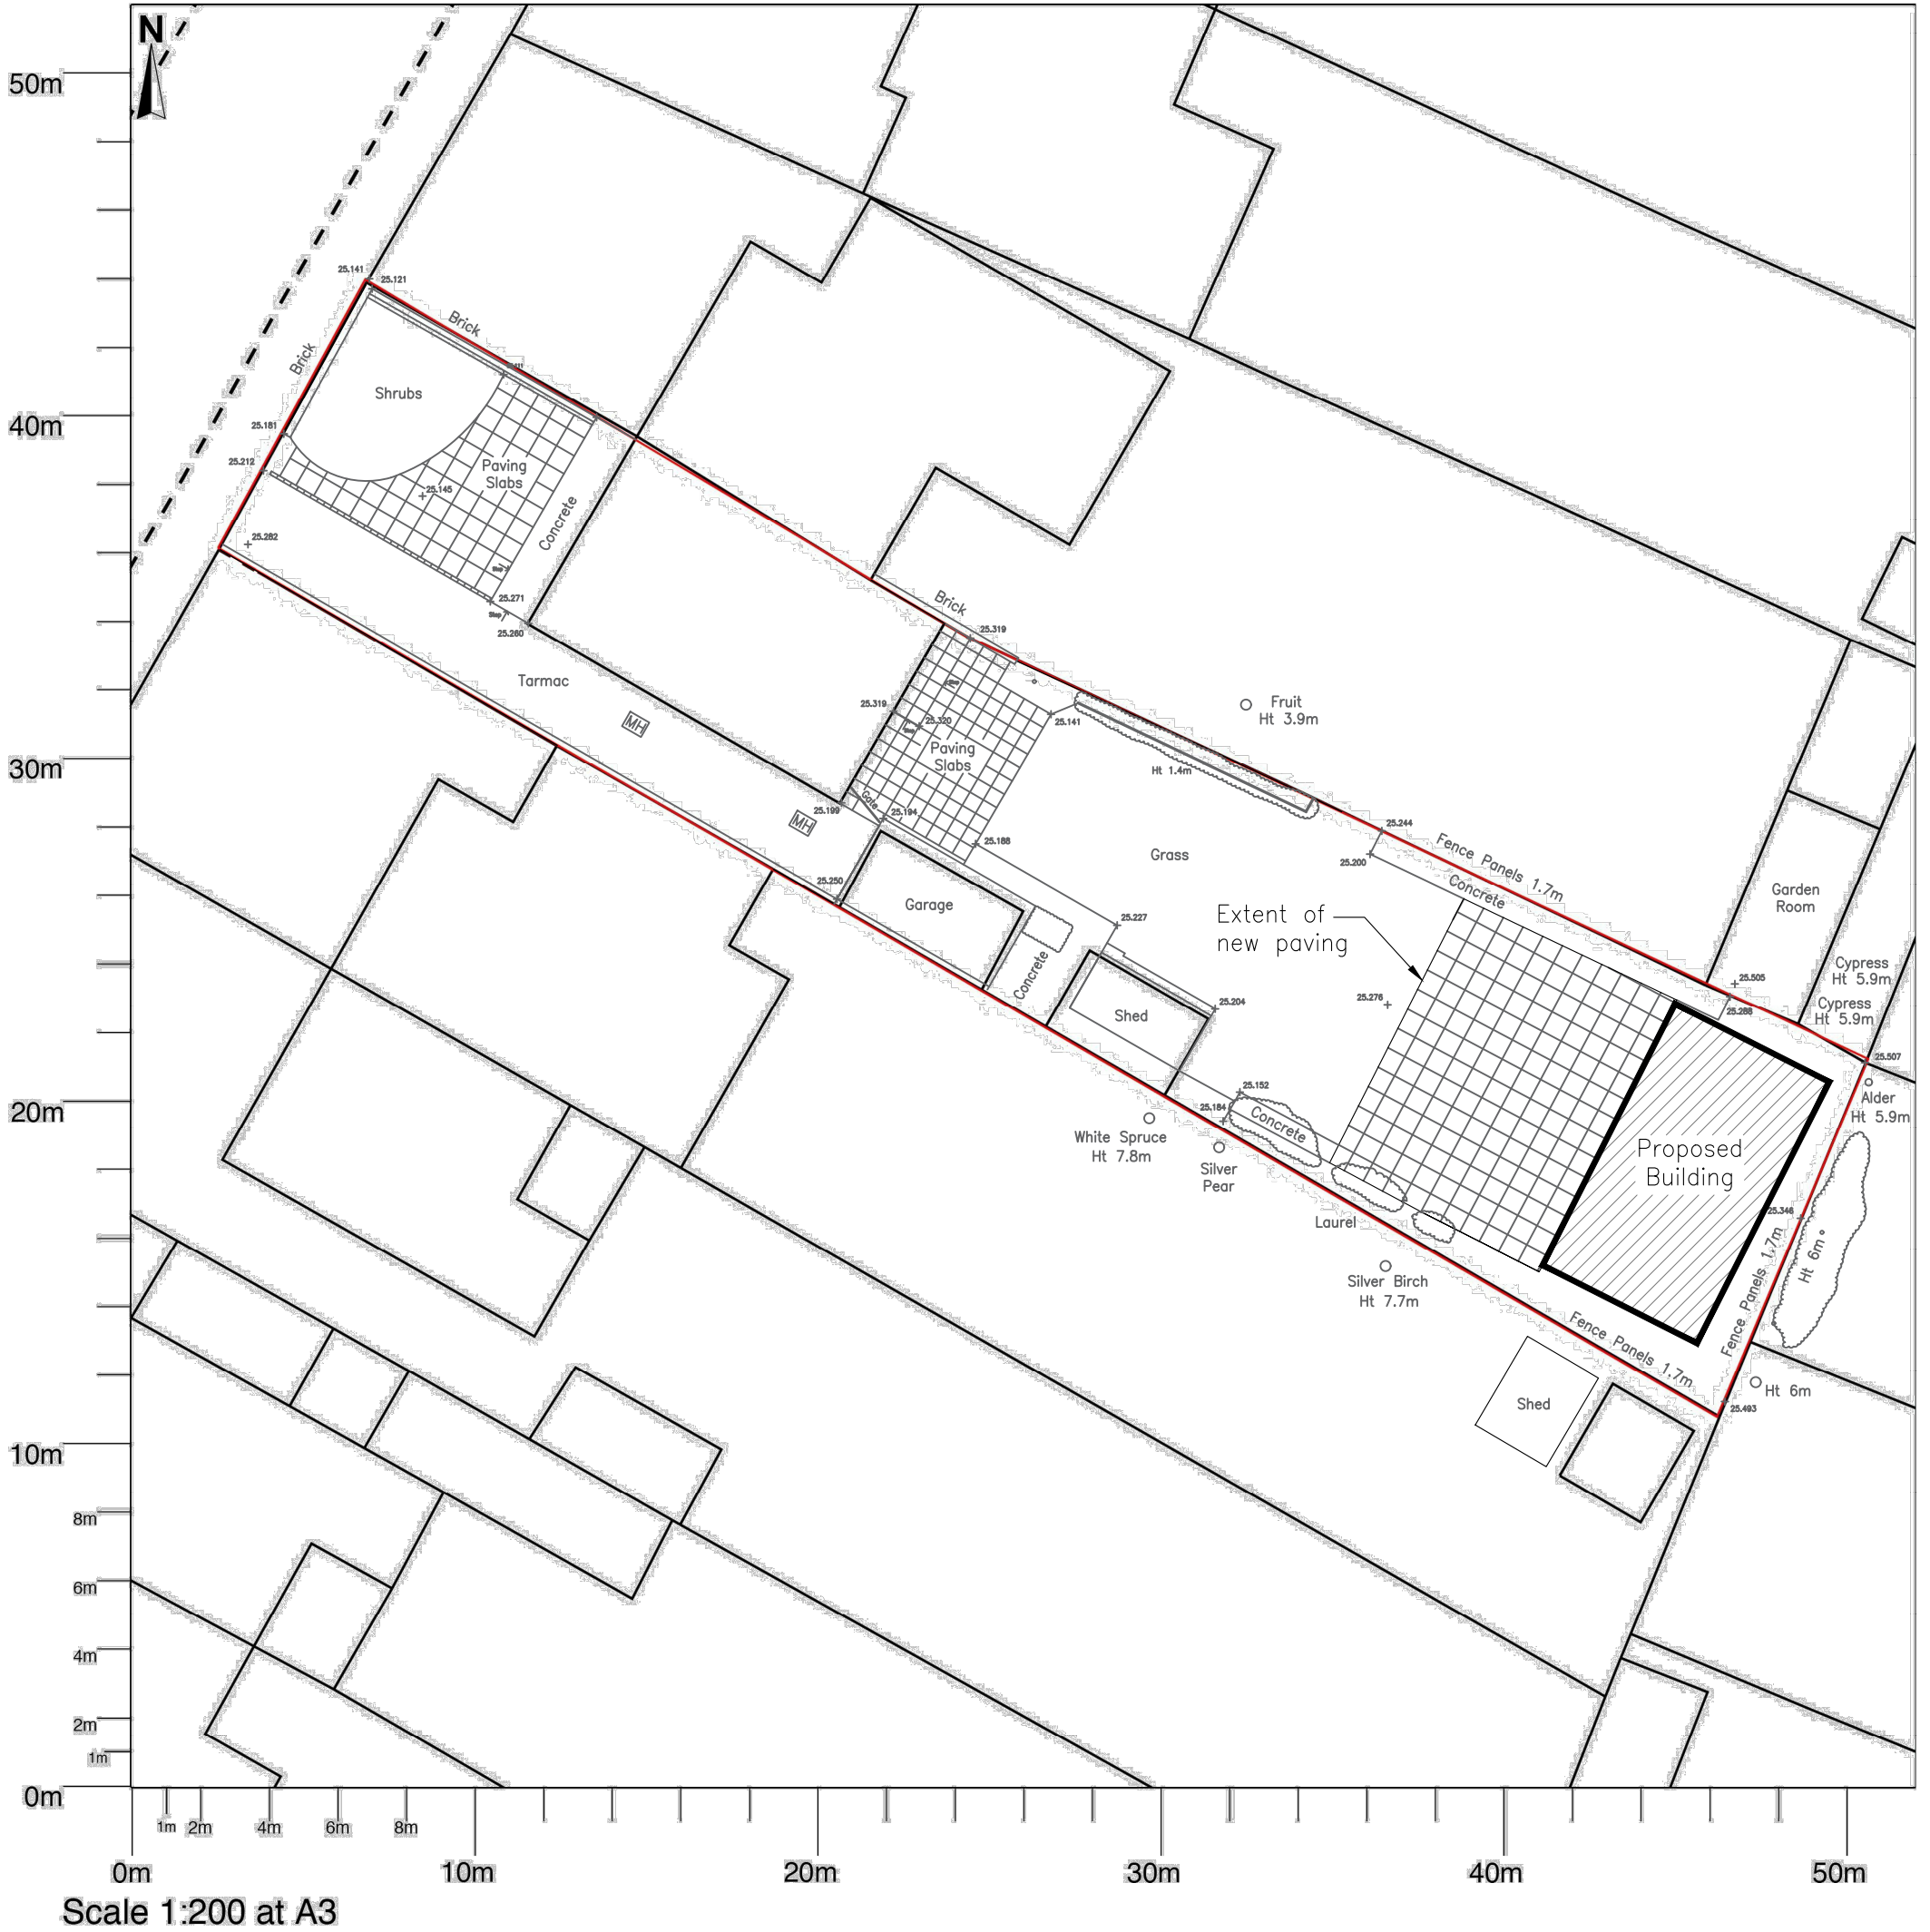 N
50m
25.141
25.121
Brick
Brick
Shrubs
40m
25.181
25.212
Paving
Slabs
25.145
Concrete
25.282
25.271
Step
25.260
Brick
25.319
Tarmac
MH
25.319
25.320
25.141
Fruit
Ht 3.9m
Paving
Slabs
30m
Ht 1.4m
Gate
25.199
25.194
MH
25.188
25.244
25.200
Grass
Fence Panels 1.7m
Concrete
Garden
Room
25.250
Garage
25.227
Extent of
new paving
Concrete
Cypress
Ht 5.9m
25.505
Cypress
Ht 5.9m
25.288
25.276
25.204
Shed
25.507
20m
25.152
25.184
Concrete
Alder
Ht 5.9m
White Spruce
Ht 7.8m
Silver
Pear
Proposed
Building
Laurel
25.346
Ht 6m
Silver Birch
Ht 7.7m
Fence Panels 1.7m
Fence Panels 1.7m
Ht 6m
25.493
Shed
10m
8m
6m
4m
2m
1m
0m
1m
2m
4m
6m
8m
0m
10m
20m
30m
40m
50m
Scale 1:200 at A3